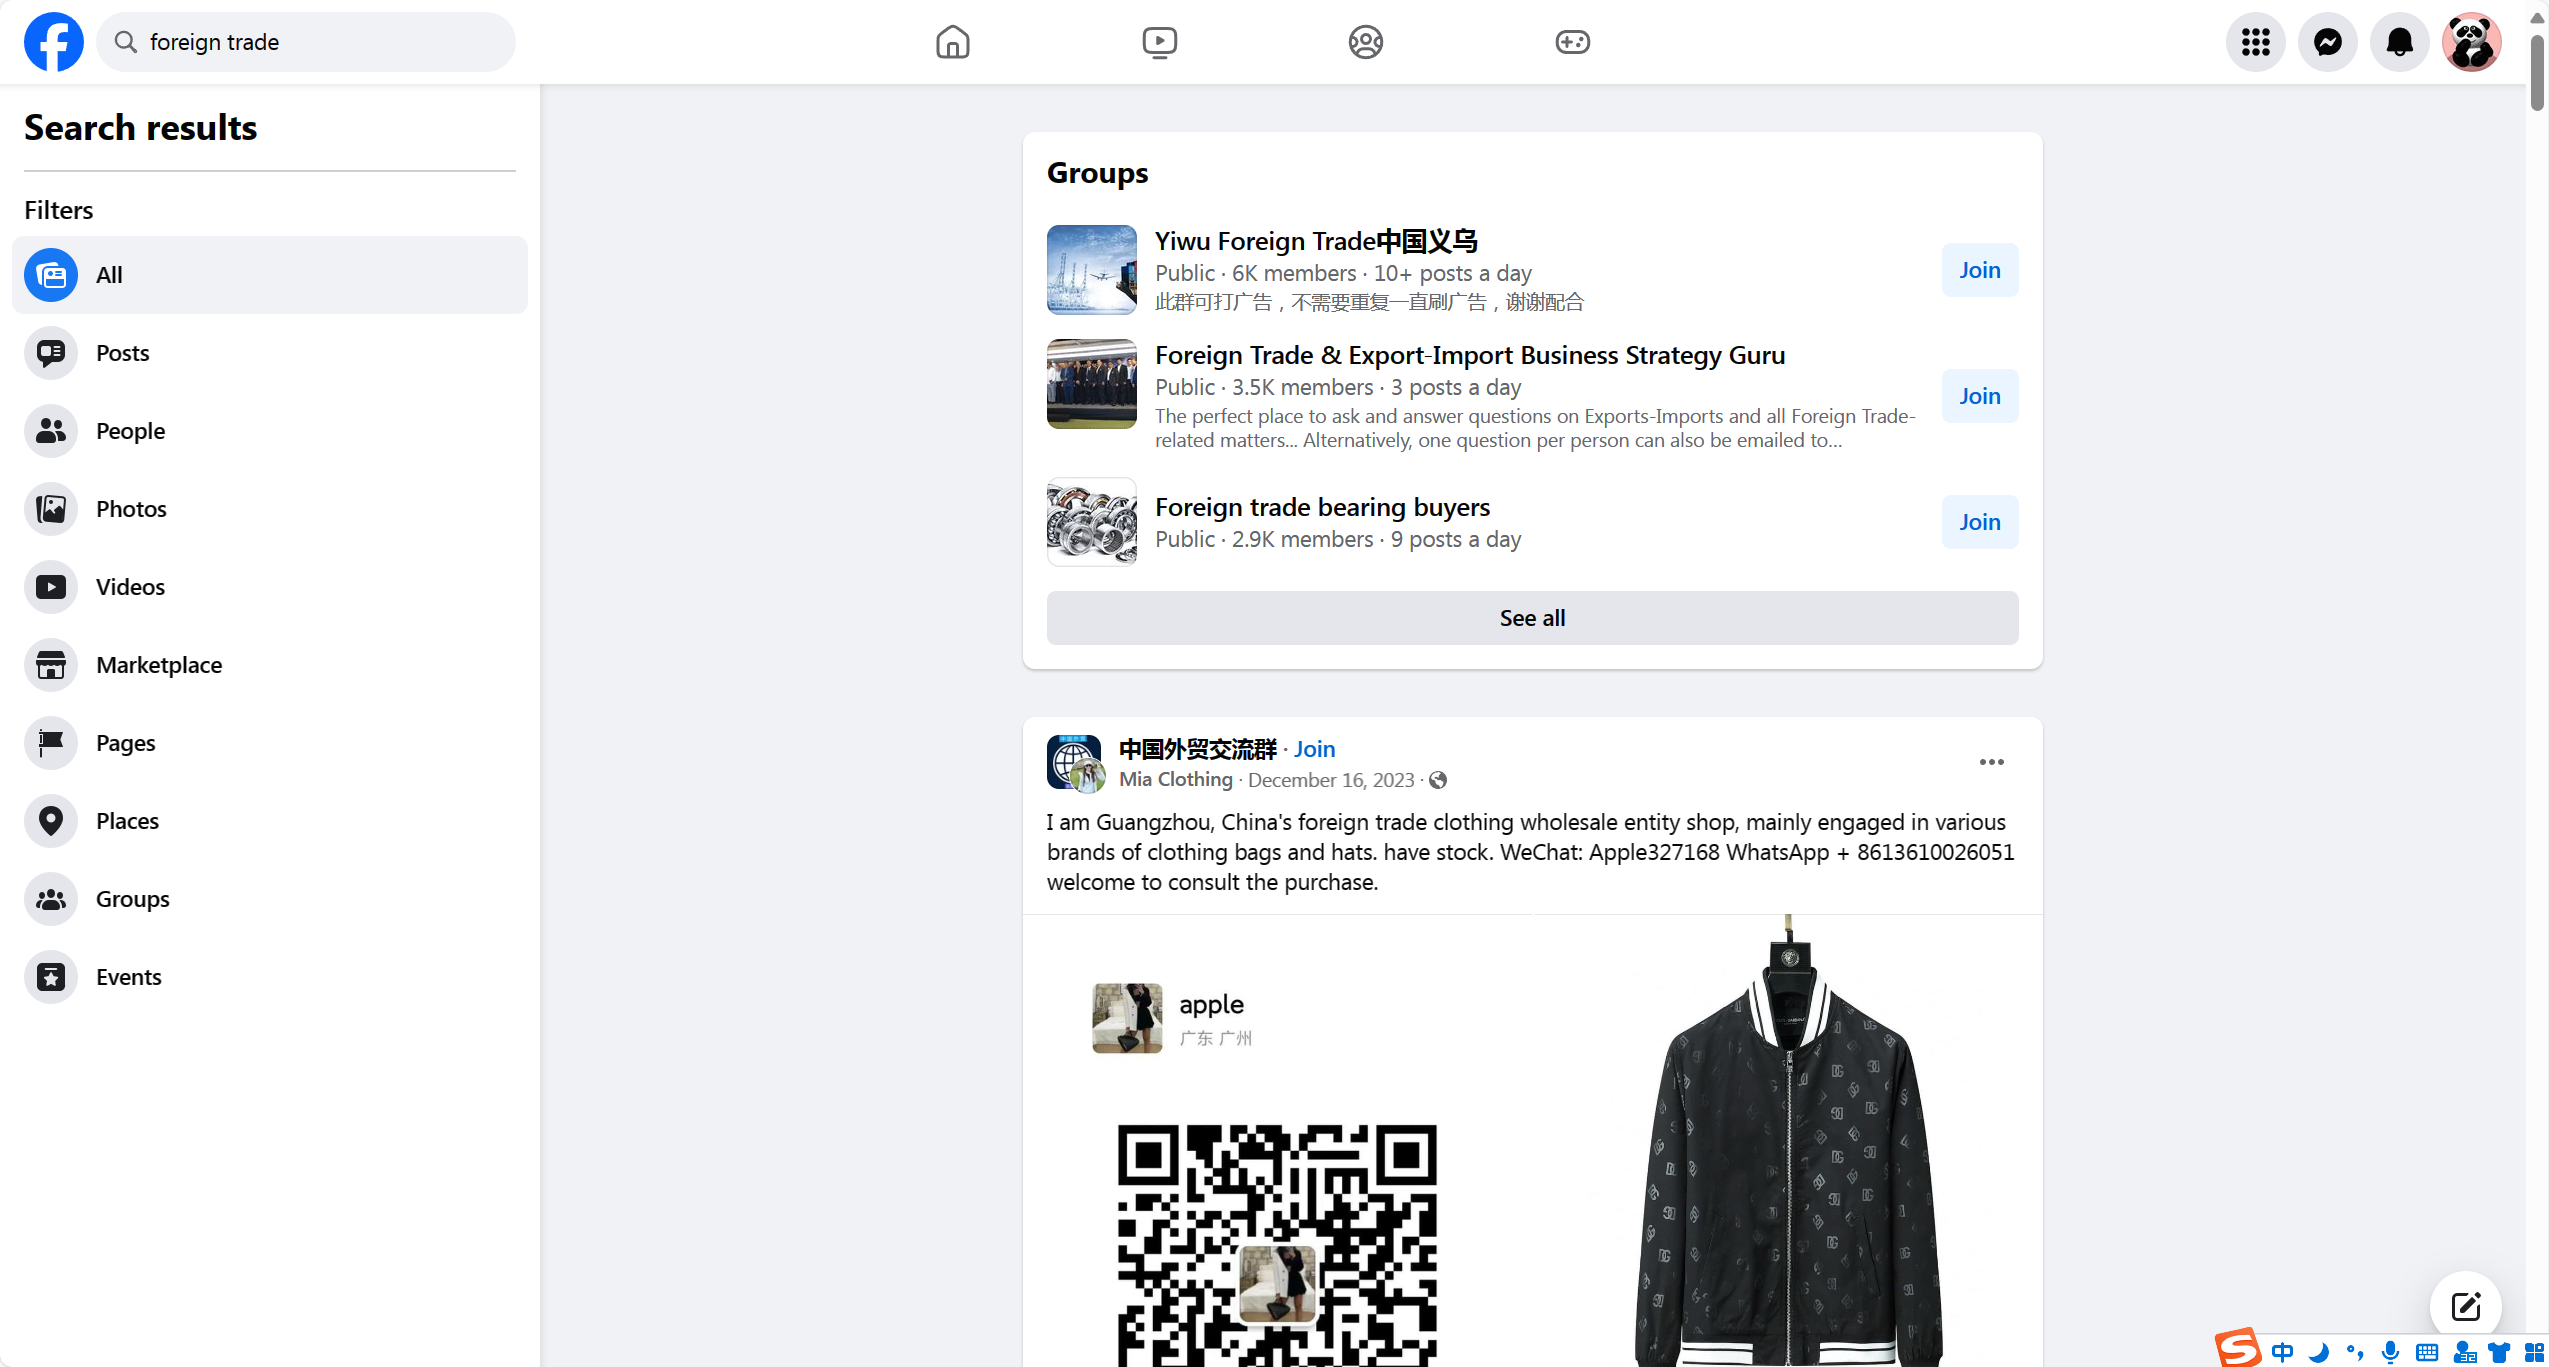 foreign trade
Search results
Filters
All
Posts
People
Photos
Videos
Marketplace
Pages
Places
Groups
Events
Groups
Yiwu Foreign Trade中国义乌
Public · 6K members · 10+ posts a day
此群可打广告，不需要重复一直刷广告，谢谢配合
Join
Foreign Trade & Export-Import Business Strategy Guru
Public · 3.5K members · 3 posts a day
The perfect place to ask and answer questions on Exports-Imports and all Foreign Trade-
related matters... Alternatively, one question per person can also be emailed to...
Join
Foreign trade bearing buyers
Public · 2.9K members · 9 posts a day
Join
See all
中国外贸交流群 · Join
Mia Clothing · December 16, 2023 ·
I am Guangzhou, China's foreign trade clothing wholesale entity shop, mainly engaged in various
brands of clothing bags and hats. have stock. WeChat: Apple327168 WhatsApp + 8613610026051
welcome to consult the purchase.
apple
广东 广州
中